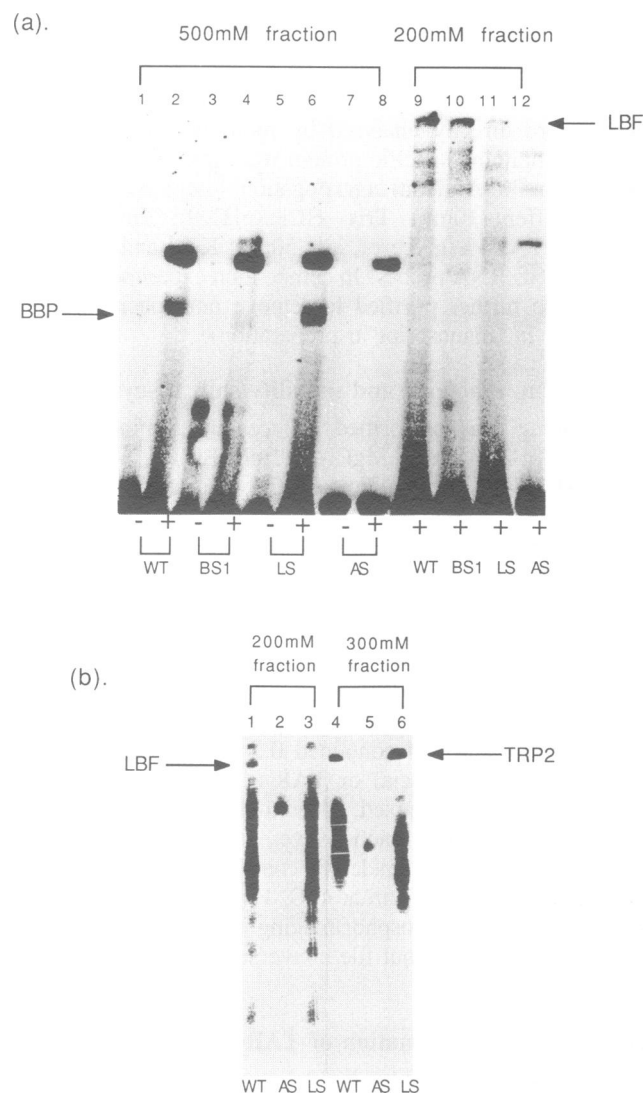 (a).
500mM fraction 200mM fraction
1 2 3 4 5 6 7 8 9 10 11 12
LBF
BBP
- + - + - + - + + + + +
WT BS1 LS AS WT BS1 LS AS
(b).
200mM fraction 300mM fraction
1 2 3 4 5 6
LBF TRP2
WT AS LS WT AS LS